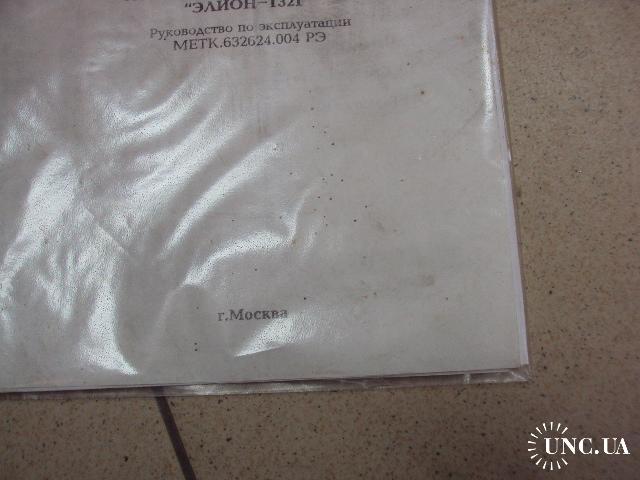 "ЭЛИОН-132Г
Руководство по эксплуатации
МЕТК.632624.004 РЭ
г.Москва
UNC.UA